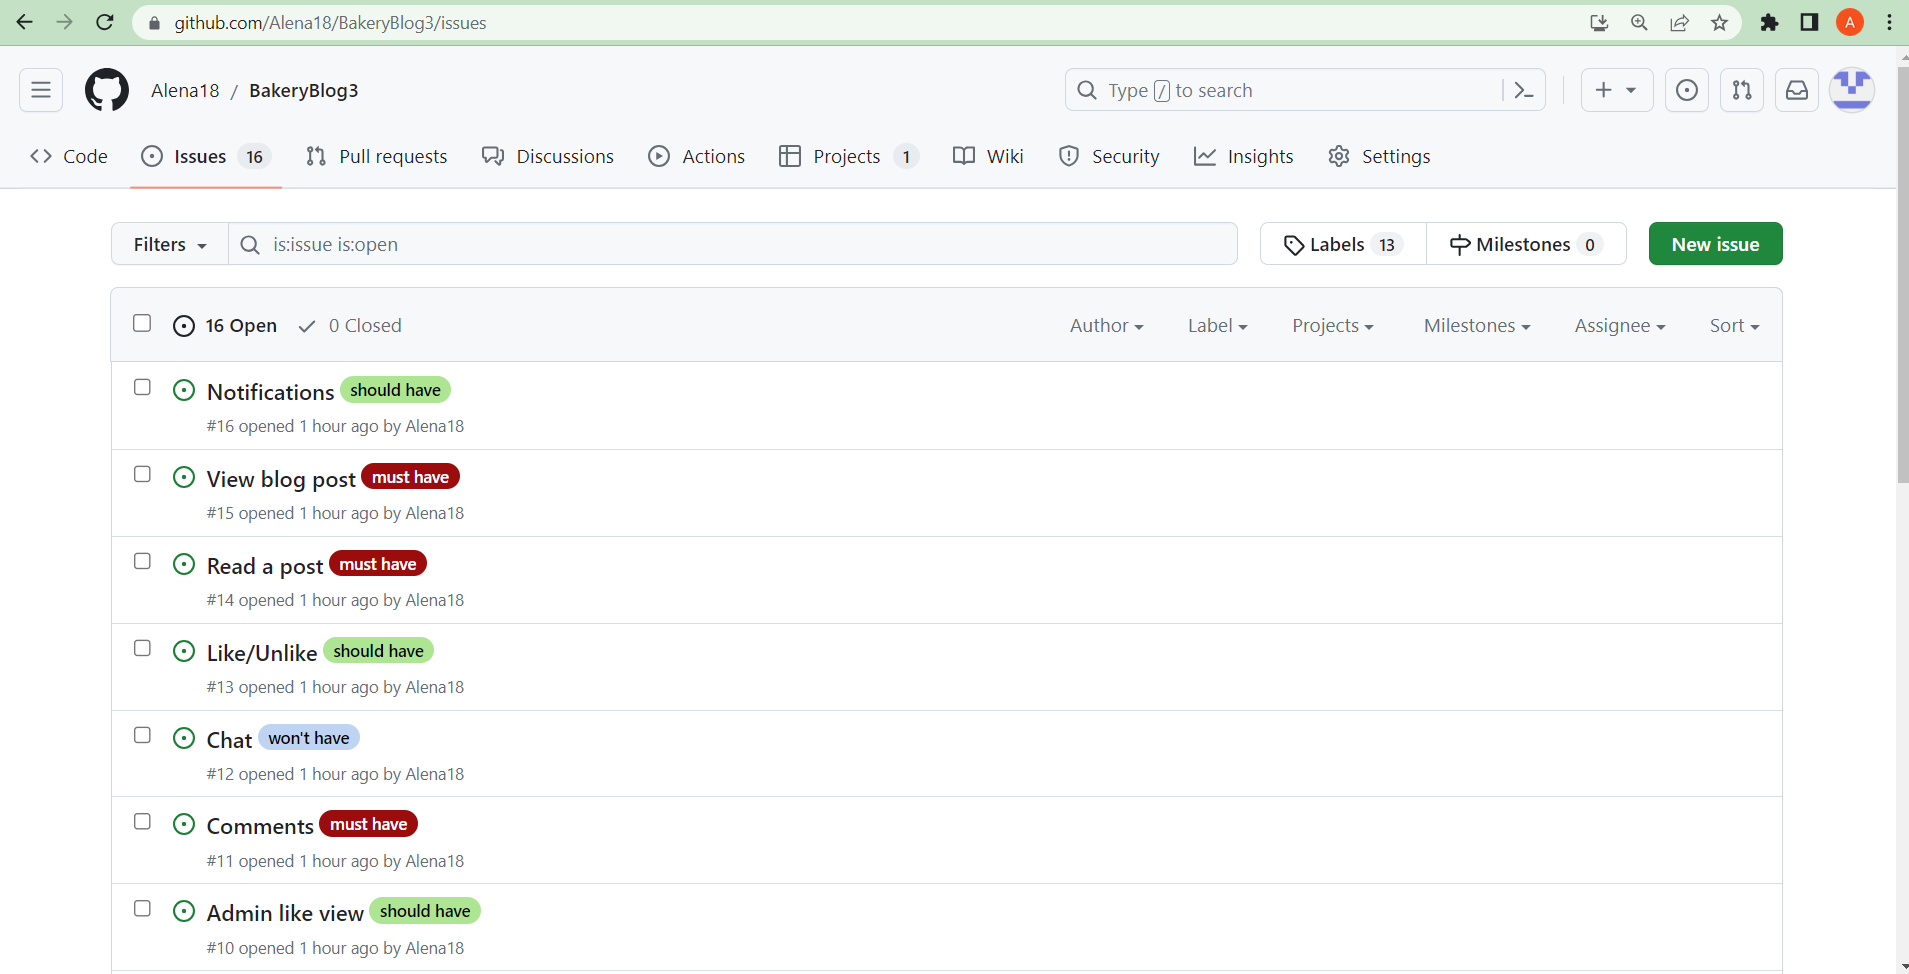 github.com/Alena18/BakeryBlog3/issues
A
Alena18 / BakeryBlog3
Type / to search
Code
Issues 16
Pull requests
Discussions
Actions
Projects 1
Wiki
Security
Insights
Settings
Filters
is:issue is:open
Labels 13
Milestones 0
New issue
16 Open
0 Closed
Author
Label
Projects
Milestones
Assignee
Sort
Notifications should have
#16 opened 1 hour ago by Alena18
View blog post must have
#15 opened 1 hour ago by Alena18
Read a post must have
#14 opened 1 hour ago by Alena18
Like/Unlike should have
#13 opened 1 hour ago by Alena18
Chat won't have
#12 opened 1 hour ago by Alena18
Comments must have
#11 opened 1 hour ago by Alena18
Admin like view should have
#10 opened 1 hour ago by Alena18